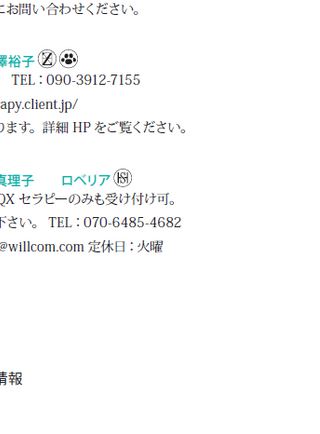 にお問い合わせください。
澤裕子
TEL：090-3912-7155
apy.client.jp/
ります。詳細 HP をご覧ください。
真理子　ロベリア
QX セラピーのみも受け付け可。
下さい。 TEL：070-6485-4682
@willcom.com 定休日：火曜
情報